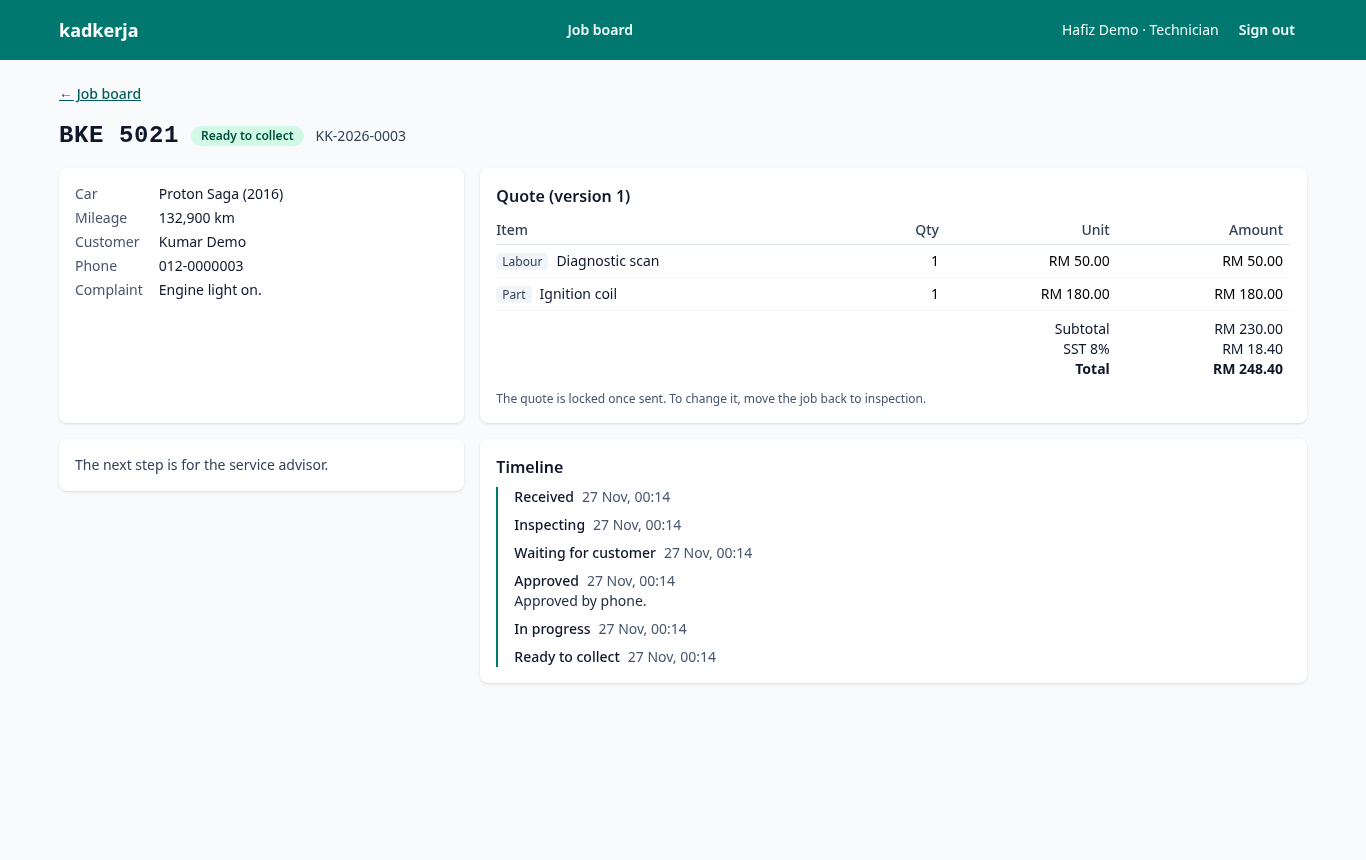 kadkerja
Job board
Hafiz Demo · Technician
Sign out
← Job board
BKE 5021
Ready to collect
KK-2026-0003
Car Proton Saga (2016)
Mileage 132,900 km
Customer Kumar Demo
Phone 012-0000003
Complaint Engine light on.
Quote (version 1)
Item Qty Unit Amount
Labour Diagnostic scan 1 RM 50.00 RM 50.00
Part Ignition coil 1 RM 180.00 RM 180.00
Subtotal RM 230.00
SST 8% RM 18.40
Total RM 248.40
The quote is locked once sent. To change it, move the job back to inspection.
The next step is for the service advisor.
Timeline
Received 27 Nov, 00:14
Inspecting 27 Nov, 00:14
Waiting for customer 27 Nov, 00:14
Approved 27 Nov, 00:14
Approved by phone.
In progress 27 Nov, 00:14
Ready to collect 27 Nov, 00:14